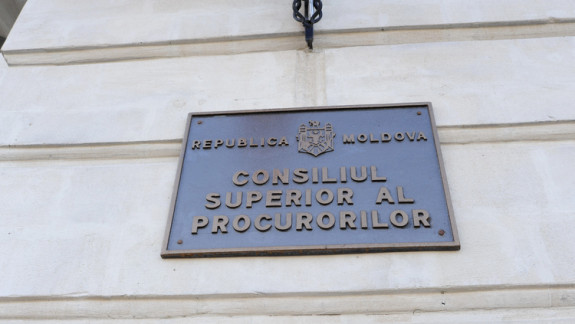 REPUBLICA MOLDOVA
CONSILIUL
SUPERIOR AL
PROCURORILOR